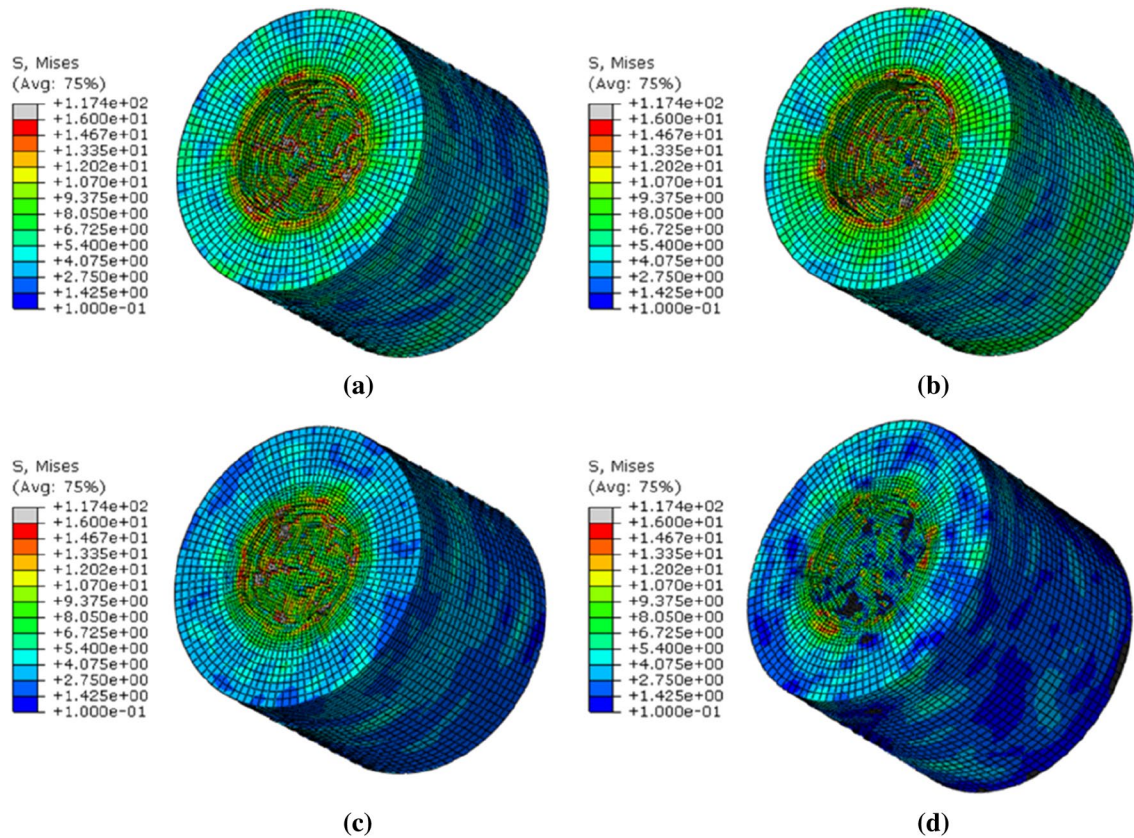 S, Mises
(Avg: 75%)
+1.174e+02
+1.600e+01
+1.467e+01
+1.335e+01
+1.202e+01
+1.070e+01
+9.375e+00
+8.050e+00
+6.725e+00
+5.400e+00
+4.075e+00
+2.750e+00
+1.425e+00
+1.000e-01
(a)
S, Mises
(Avg: 75%)
+1.174e+02
+1.600e+01
+1.467e+01
+1.335e+01
+1.202e+01
+1.070e+01
+9.375e+00
+8.050e+00
+6.725e+00
+5.400e+00
+4.075e+00
+2.750e+00
+1.425e+00
+1.000e-01
(b)
S, Mises
(Avg: 75%)
+1.174e+02
+1.600e+01
+1.467e+01
+1.335e+01
+1.202e+01
+1.070e+01
+9.375e+00
+8.050e+00
+6.725e+00
+5.400e+00
+4.075e+00
+2.750e+00
+1.425e+00
+1.000e-01
(c)
S, Mises
(Avg: 75%)
+1.174e+02
+1.600e+01
+1.467e+01
+1.335e+01
+1.202e+01
+1.070e+01
+9.375e+00
+8.050e+00
+6.725e+00
+5.400e+00
+4.075e+00
+2.750e+00
+1.425e+00
+1.000e-01
(d)